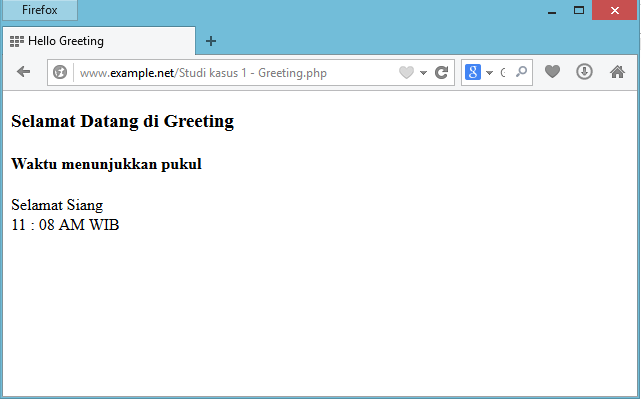 Firefox
Hello Greeting
www.example.net/Studi kasus 1 - Greeting.php
Selamat Datang di Greeting
Waktu menunjukkan pukul
Selamat Siang
11 : 08 AM WIB